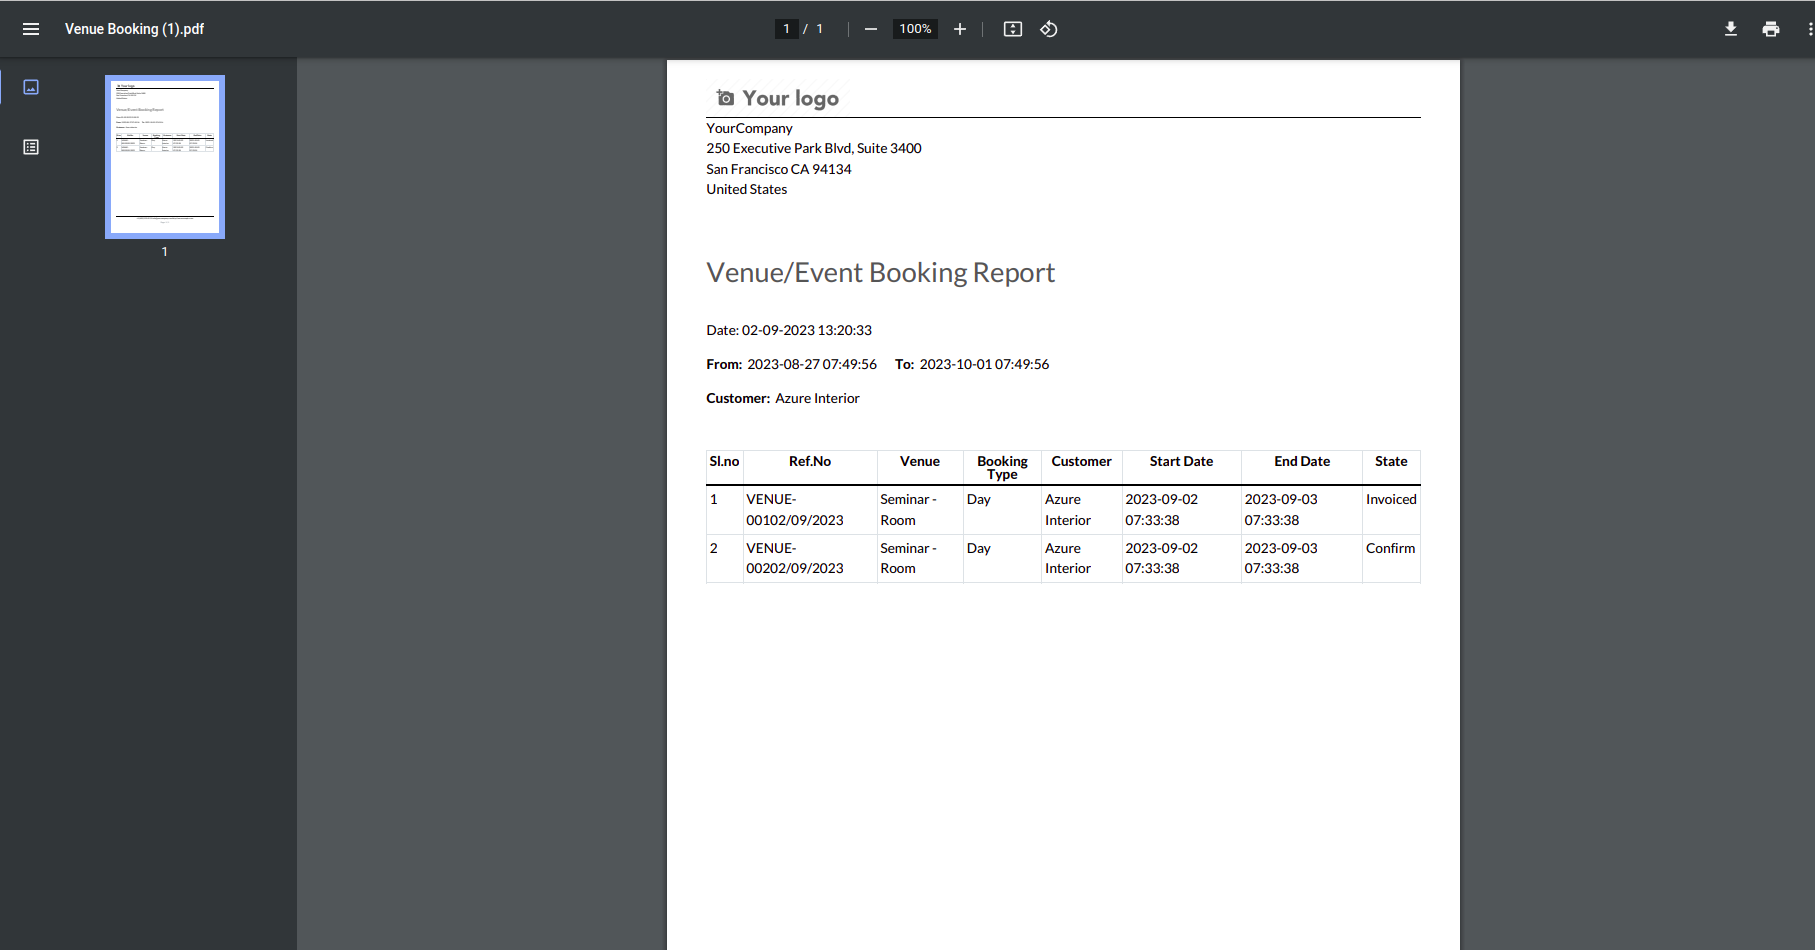 Venue Booking (1).pdf
1 / 1
100%
1
Your logo
YourCompany
250 Executive Park Blvd, Suite 3400
San Francisco CA 94134
United States
Venue/Event Booking Report
Date: 02-09-2023 13:20:33
From: 2023-08-27 07:49:56 To: 2023-10-01 07:49:56
Customer: Azure Interior
Sl.no Ref.No Venue Booking Type Customer Start Date End Date State
1 VENUE- Seminar - Day Azure 2023-09-02 2023-09-03 Invoiced
00102/09/2023 Room Interior 07:33:38 07:33:38
2 VENUE- Seminar - Day Azure 2023-09-02 2023-09-03 Confirm
00202/09/2023 Room Interior 07:33:38 07:33:38